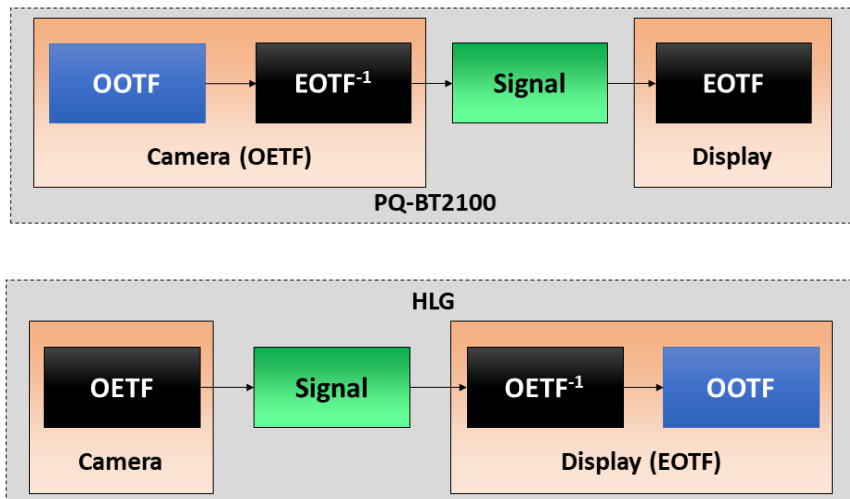 OOTF EOTF-1 Signal EOTF
Camera (OETF) Display
PQ-BT2100
HLG
OETF Signal OETF-1 OOTF
Camera Display (EOTF)